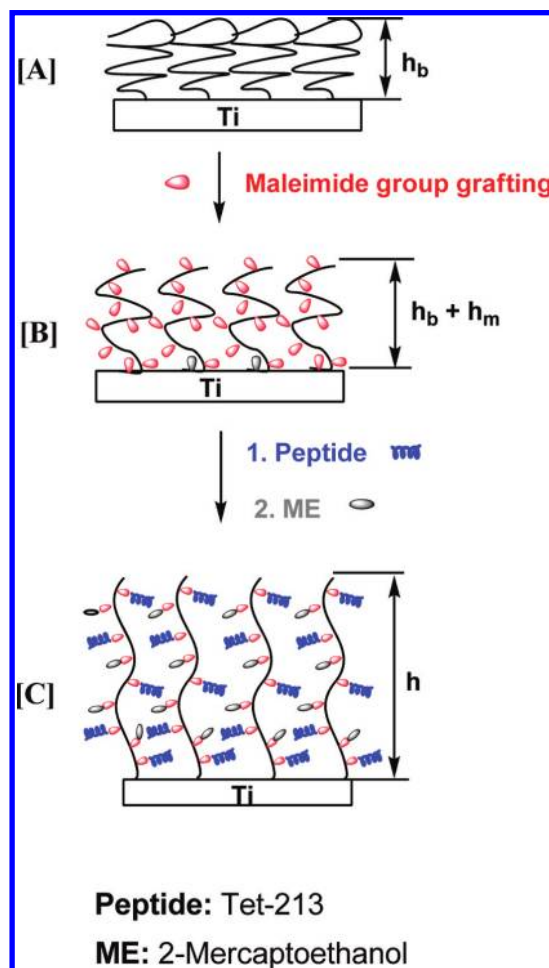 [A]
h_b
Ti
Maleimide group grafting
[B]
h_b + h_m
Ti
1. Peptide
2. ME
[C]
h
Ti
Peptide: Tet-213
ME: 2-Mercaptoethanol